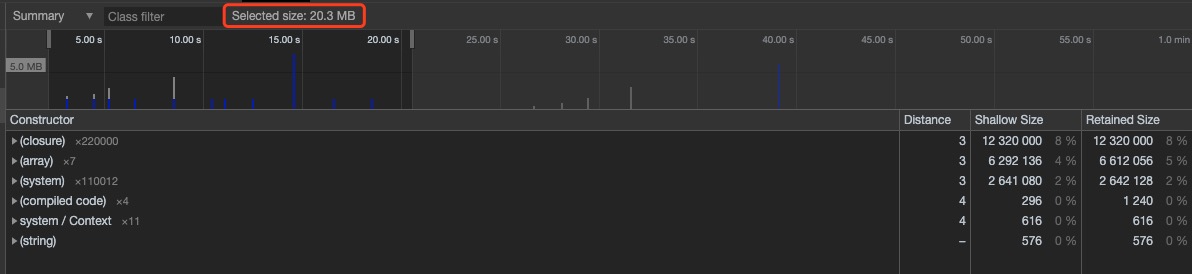 Summary ▼ Class filter Selected size: 20.3 MB
5.00 s 10.00 s 15.00 s 20.00 s 25.00 s 30.00 s 35.00 s 40.00 s 45.00 s 50.00 s 55.00 s 1.0 min
5.0 MB
Constructor Distance Shallow Size Retained Size
(closure) ×220000 3 12 320 000 8 % 12 320 000 8 %
(array) ×7 3 6 292 136 4 % 6 612 056 5 %
(system) ×110012 3 2 641 080 2 % 2 642 128 2 %
(compiled code) ×4 4 296 0 % 1 240 0 %
system / Context ×11 4 616 0 % 616 0 %
(string) – 576 0 % 576 0 %